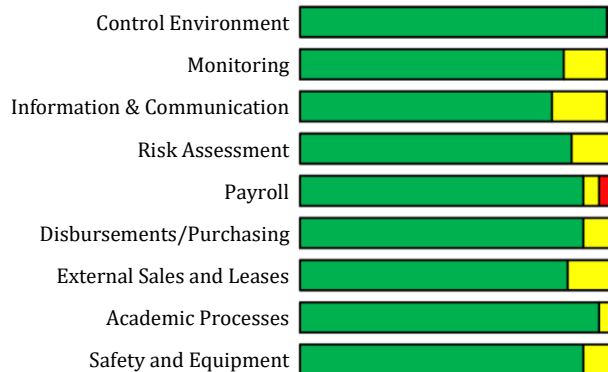 Control Environment
Monitoring
Information & Communication
Risk Assessment
Payroll
Disbursements/Purchasing
External Sales and Leases
Academic Processes
Safety and Equipment